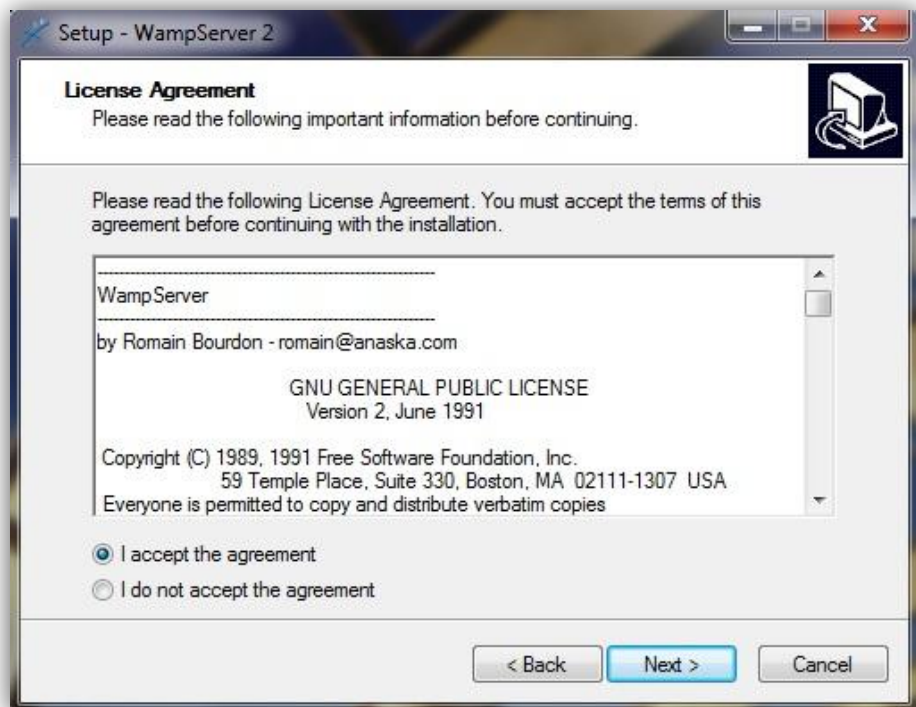 Setup - WampServer 2
License Agreement
Please read the following important information before continuing.
Please read the following License Agreement. You must accept the terms of this
agreement before continuing with the installation.
------------------------------------------------------------
WampServer
------------------------------------------------------------
by Romain Bourdon - romain@anaska.com
GNU GENERAL PUBLIC LICENSE
Version 2, June 1991
Copyright (C) 1989, 1991 Free Software Foundation, Inc.
59 Temple Place, Suite 330, Boston, MA 02111-1307 USA
Everyone is permitted to copy and distribute verbatim copies
I accept the agreement
I do not accept the agreement
< Back Next > Cancel